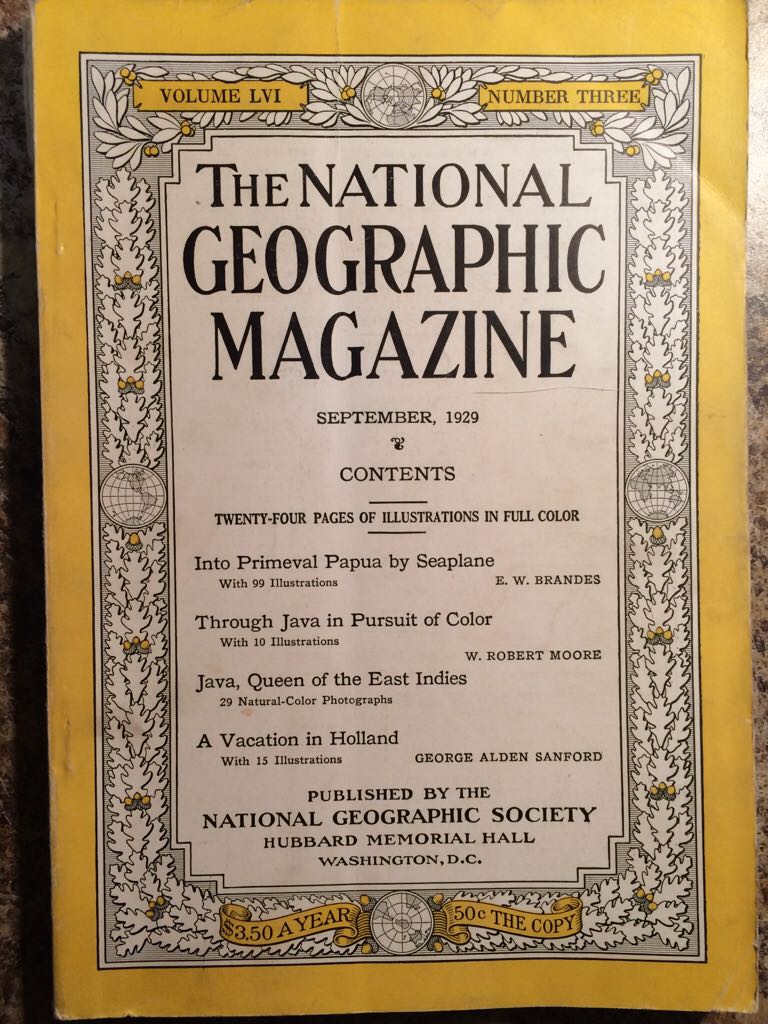 VOLUME LVI
NUMBER THREE
THE NATIONAL
GEOGRAPHIC
MAGAZINE
SEPTEMBER, 1929
CONTENTS
TWENTY-FOUR PAGES OF ILLUSTRATIONS IN FULL COLOR
Into Primeval Papua by Seaplane
With 99 Illustrations E. W. BRANDES
Through Java in Pursuit of Color
With 10 Illustrations
W. ROBERT MOORE
Java, Queen of the East Indies
29 Natural-Color Photographs
A Vacation in Holland
With 15 Illustrations GEORGE ALDEN SANFORD
PUBLISHED BY THE
NATIONAL GEOGRAPHIC SOCIETY
HUBBARD MEMORIAL HALL
WASHINGTON, D.C.
$3.50 A YEAR
50c THE COPY